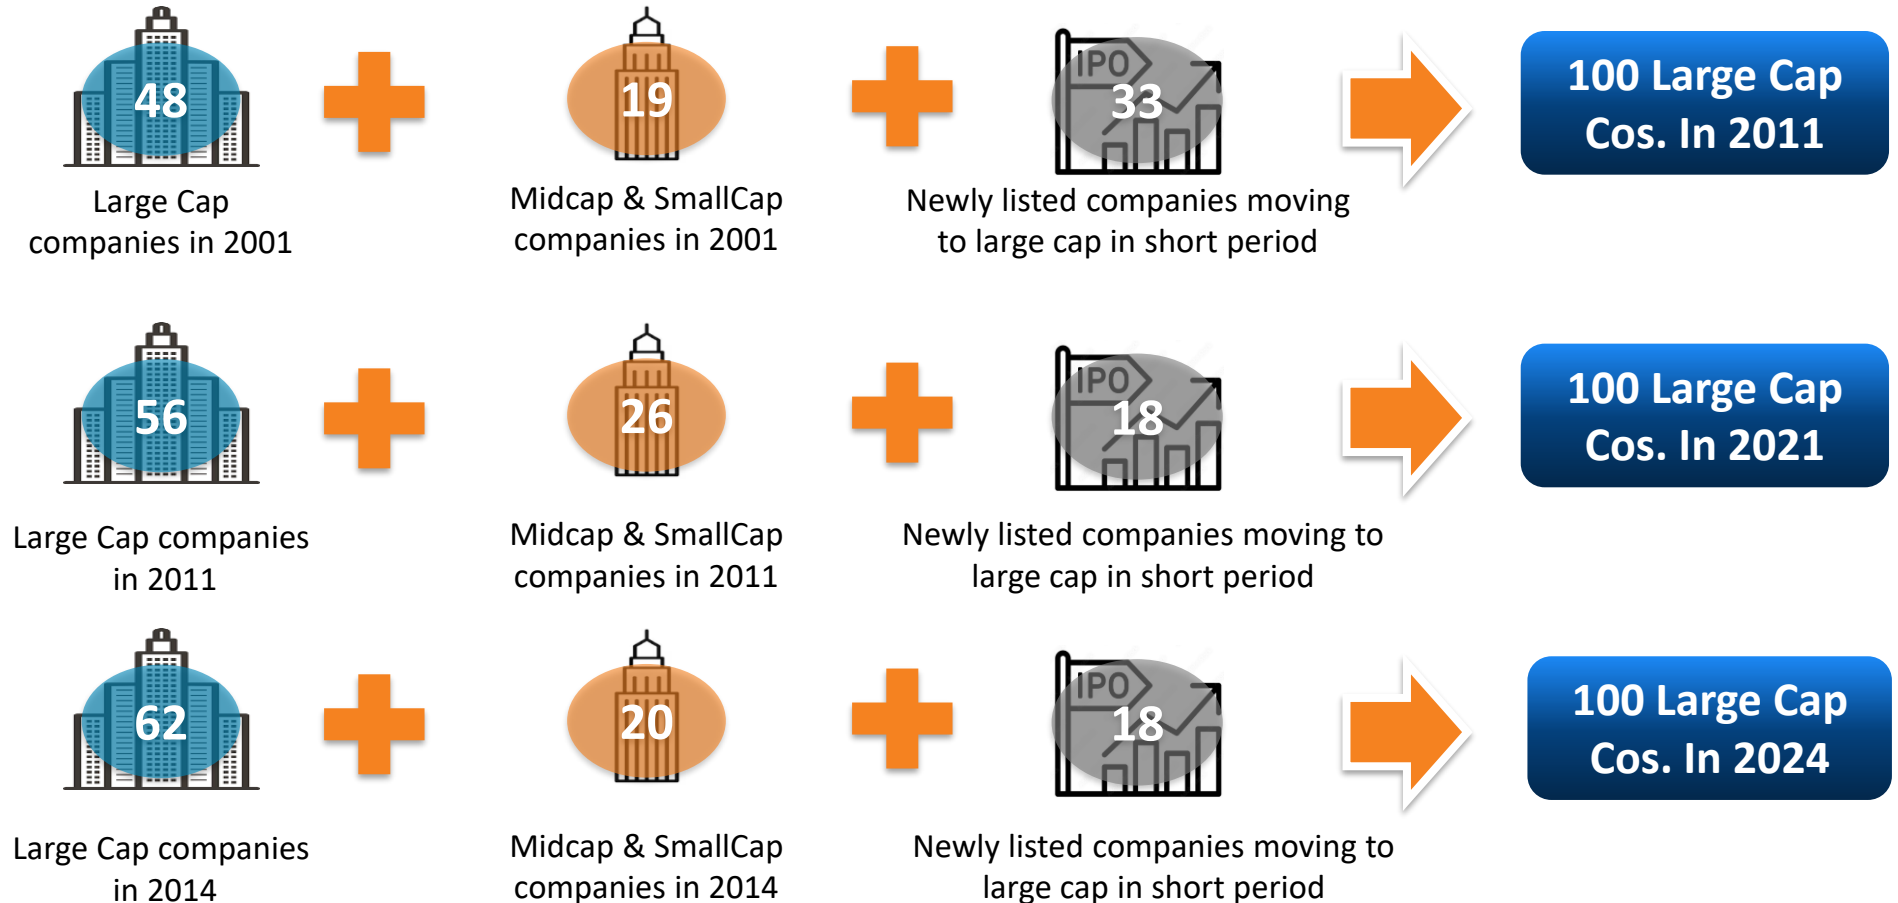 48
19
IPO
33
100 Large Cap
Cos. In 2011
Large Cap
companies in 2001
Midcap & SmallCap
companies in 2001
Newly listed companies moving
to large cap in short period
56
26
IPO
18
100 Large Cap
Cos. In 2021
Large Cap companies
in 2011
Midcap & SmallCap
companies in 2011
Newly listed companies moving to
large cap in short period
62
20
IPO
18
100 Large Cap
Cos. In 2024
Large Cap companies
in 2014
Midcap & SmallCap
companies in 2014
Newly listed companies moving to
large cap in short period